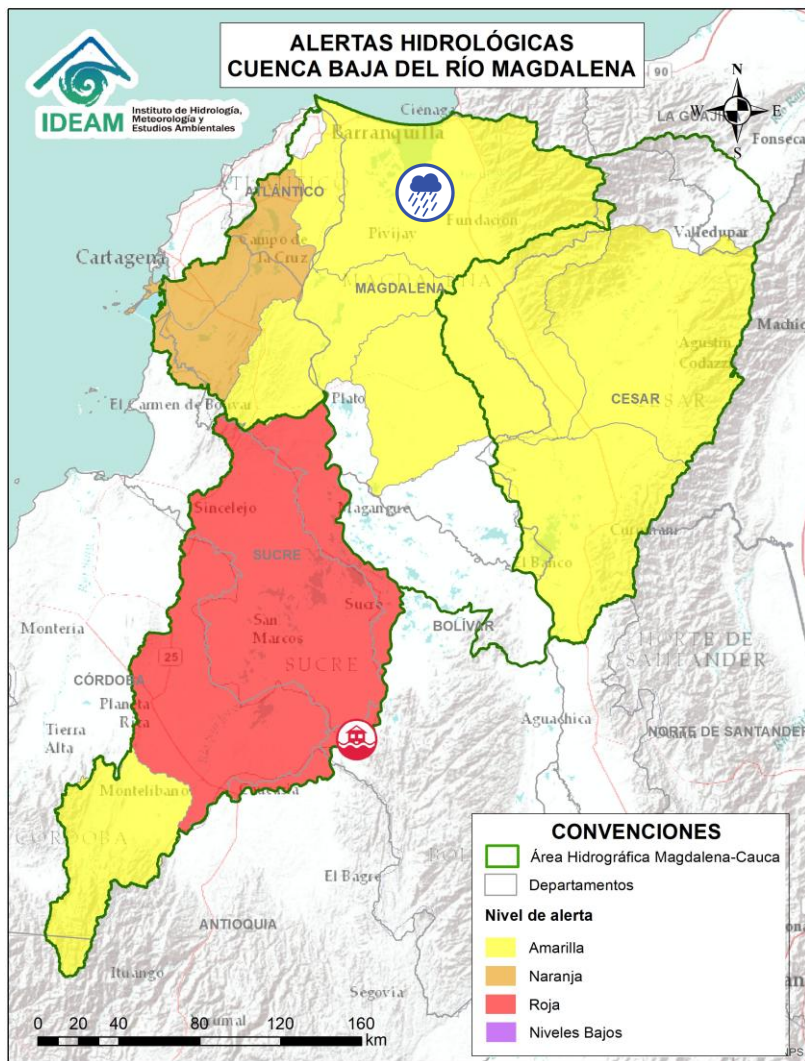 ALERTAS HIDROLÓGICAS
CUENCA BAJA DEL RÍO MAGDALENA
IDEAM
Instituto de Hidrología,
Meteorología y
Estudios Ambientales
90
N
W
E
S
Ciénaga
LA GUAJI
Fonseca
Barranquilla
ATLÁNTICO
Valledupar
Fundación
Pivijay
Campo de
la Cruz
Cartagena
MAGDALENA
Machi
Agustín
Codazzi
CESAR
El Carmen de Bolívar
Plato
Sincelejo
Magangué
SUCRE
El Banco
Sucre
San
Marcos
BOLÍVAR
Montería
25
SUCRE
NORTE DE
SANTANDER
CÓRDOBA
Planeta
Rica
Aguachica
NORTE DE SANTANDER
Tierra
Alta
Montelíbano
Caucasia
CÓRDOBA
El Bagre
ANTIOQUIA
Ituango
Segovia
CONVENCIONES
Área Hidrográfica Magdalena-Cauca
Departamentos
Nivel de alerta
Amarilla
Naranja
Roja
Niveles Bajos
0 20 40 80 120 160
km